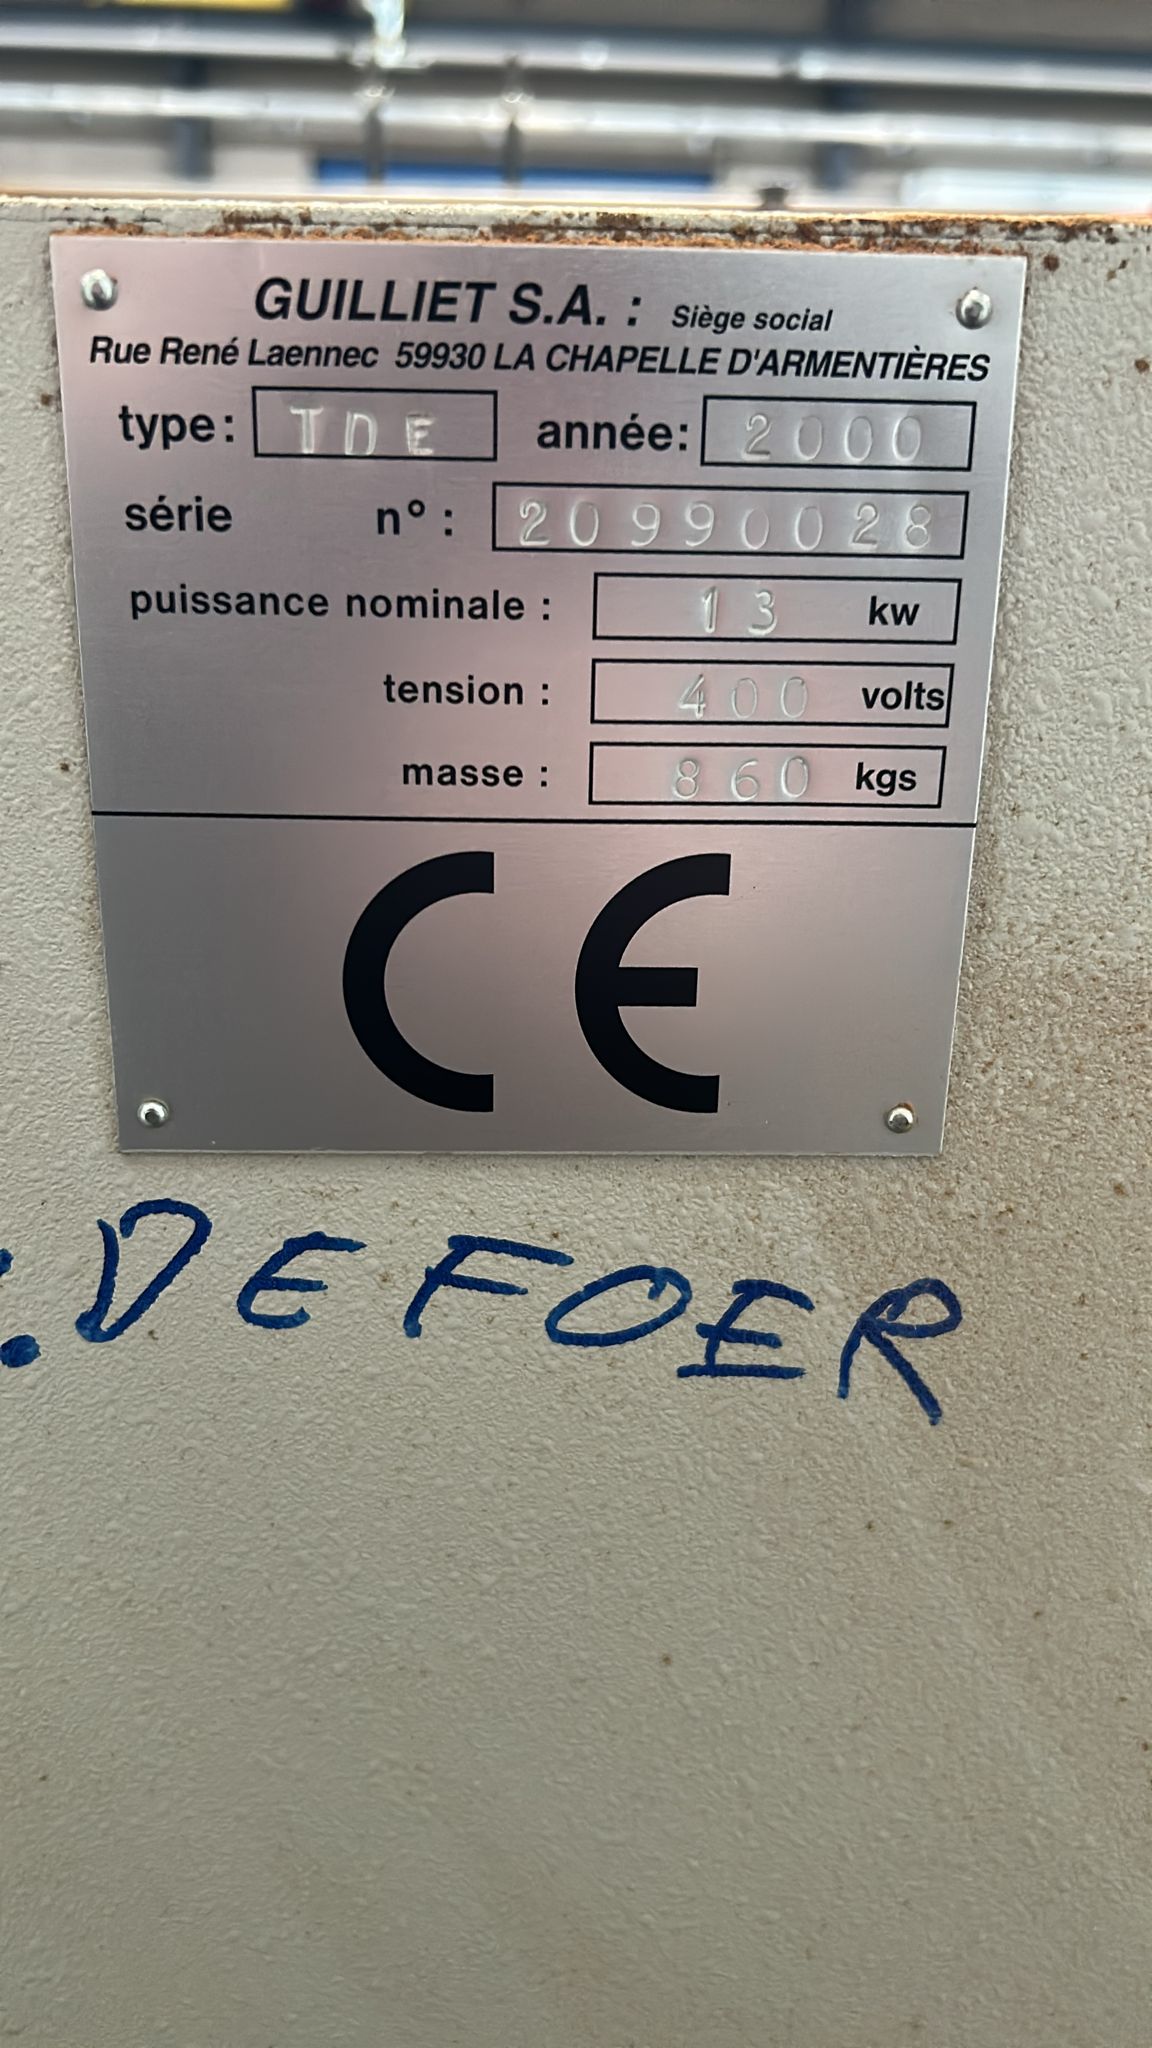 GUILLIET S.A. : Siège social
Rue René Laennec 59930 LA CHAPELLE D'ARMENTIÈRES
type: TDE année: 2000
série n° : 20990028
puissance nominale : 13 kw
tension : 400 volts
masse : 860 kgs
CE
DEFOER